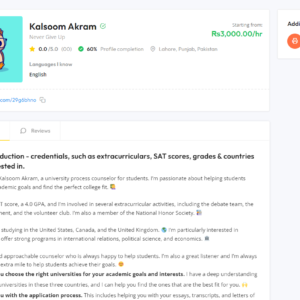 Kalsoom Akram
Never Give Up
Starting from:
Rs3,000.00/hr
0.0/5.0 (00) 60% Profile completion Lahore, Punjab, Pakistan
Languages I know
English
Addi
.com/29gtbhno
Reviews
duction - credentials, such as extracurriculars, SAT scores, grades & countries
ested in.
Kalsoom Akram, a university process counselor for students. I'm passionate about helping students
ademic goals and find the perfect college fit.
T score, a 4.0 GPA, and I'm involved in several extracurricular activities, including the debate team, the
ment, and the volunteer club. I'm also a member of the National Honor Society.
studying in the United States, Canada, and the United Kingdom. I'm particularly interested in
offer strong programs in international relations, political science, and economics.
nd approachable counselor who is always happy to help students. I'm also a great listener and I'm always
extra mile to help students achieve their goals.
u choose the right universities for your academic goals and interests. I have a deep understanding
universities in these three countries, and I can help you find the ones that are the best fit for you.
ou with the application process. This includes helping you with your essays, transcripts, and letters of